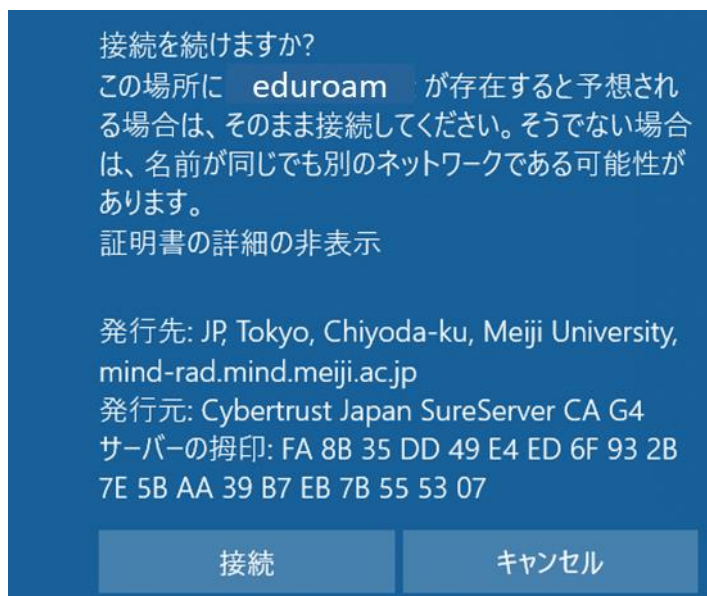 接続を続けますか?
この場所に eduroam が存在すると予想され
る場合は、そのまま接続してください。そうでない場合
は、名前が同じでも別のネットワークである可能性が
あります。
証明書の詳細の非表示
発行先: JP, Tokyo, Chiyoda-ku, Meiji University,
mind-rad.mind.meiji.ac.jp
発行元: Cybertrust Japan SureServer CA G4
サーバーの拇印: FA 8B 35 DD 49 E4 ED 6F 93 2B
7E 5B AA 39 B7 EB 7B 55 53 07
接続
キャンセル